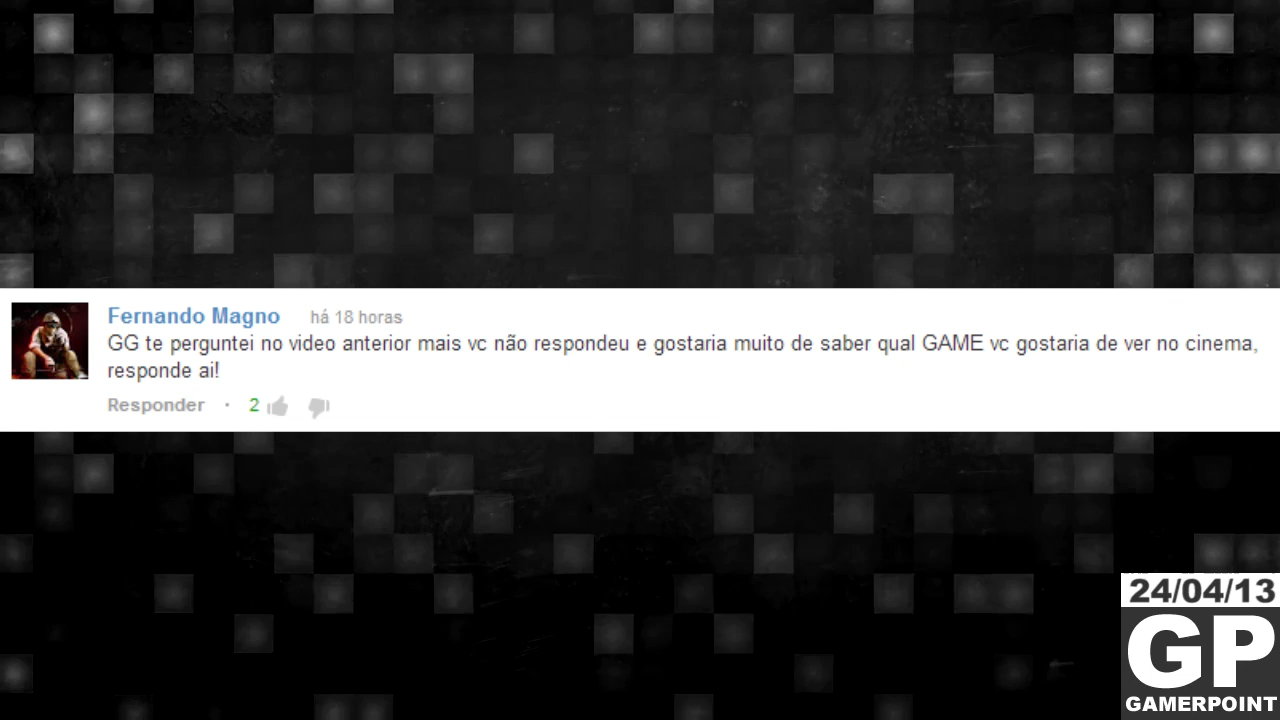 Fernando Magno há 18 horas
GG te perguntei no video anterior mais vc não respondeu e gostaria muito de saber qual GAME vc gostaria de ver no cinema,
responde ai!
Responder · 2
24/04/13
GP
GAMERPOINT